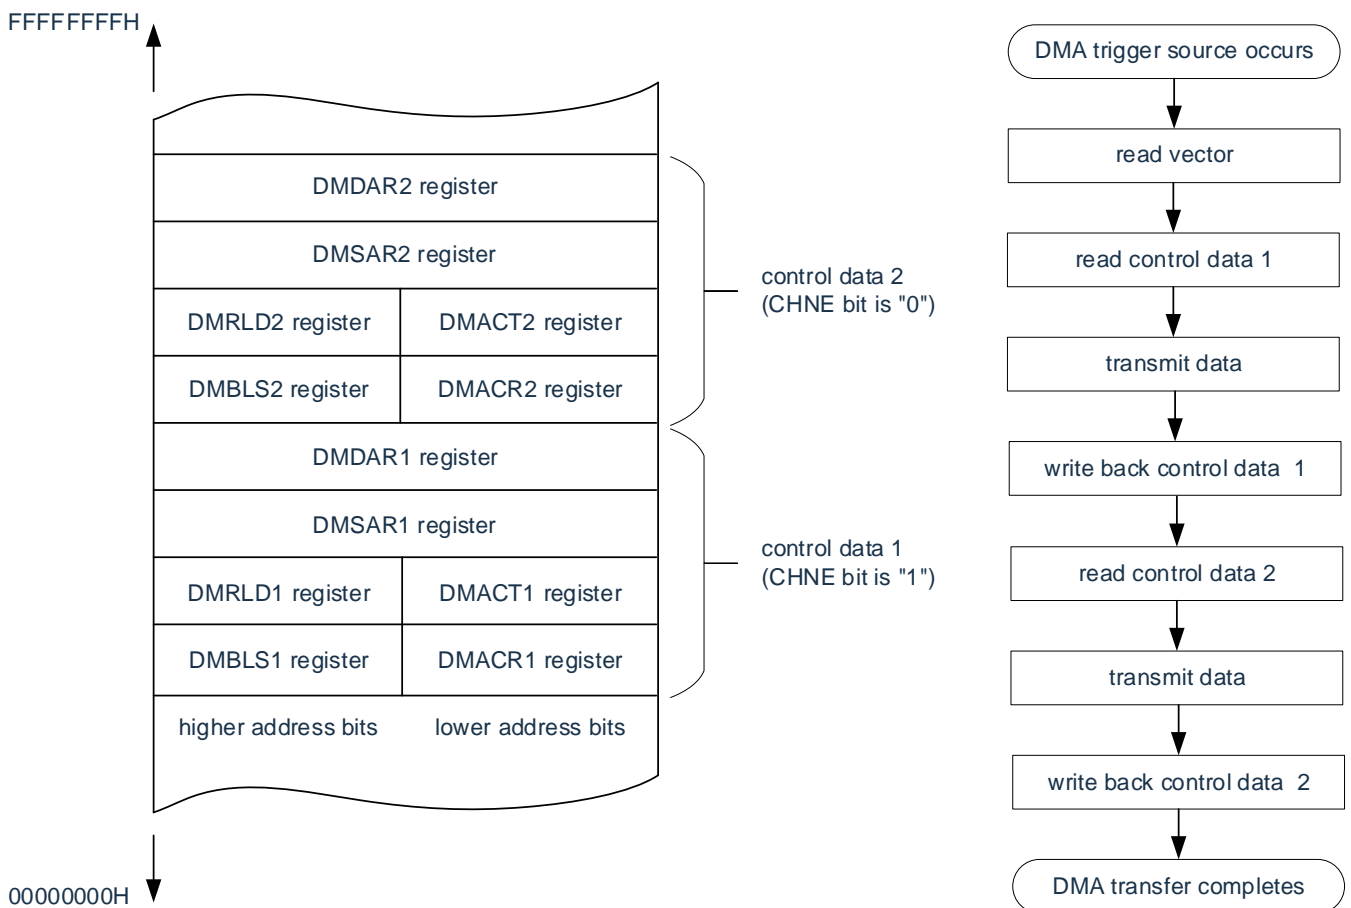 FFFFFFFFH
DMDAR2 register
DMSAR2 register
DMRLD2 register DMACT2 register
DMBLS2 register DMACR2 register
DMDAR1 register
DMSAR1 register
DMRLD1 register DMACT1 register
DMBLS1 register DMACR1 register
higher address bits lower address bits
00000000H
control data 2
(CHNE bit is "0")
control data 1
(CHNE bit is "1")
DMA trigger source occurs
read vector
read control data 1
transmit data
write back control data 1
read control data 2
transmit data
write back control data 2
DMA transfer completes